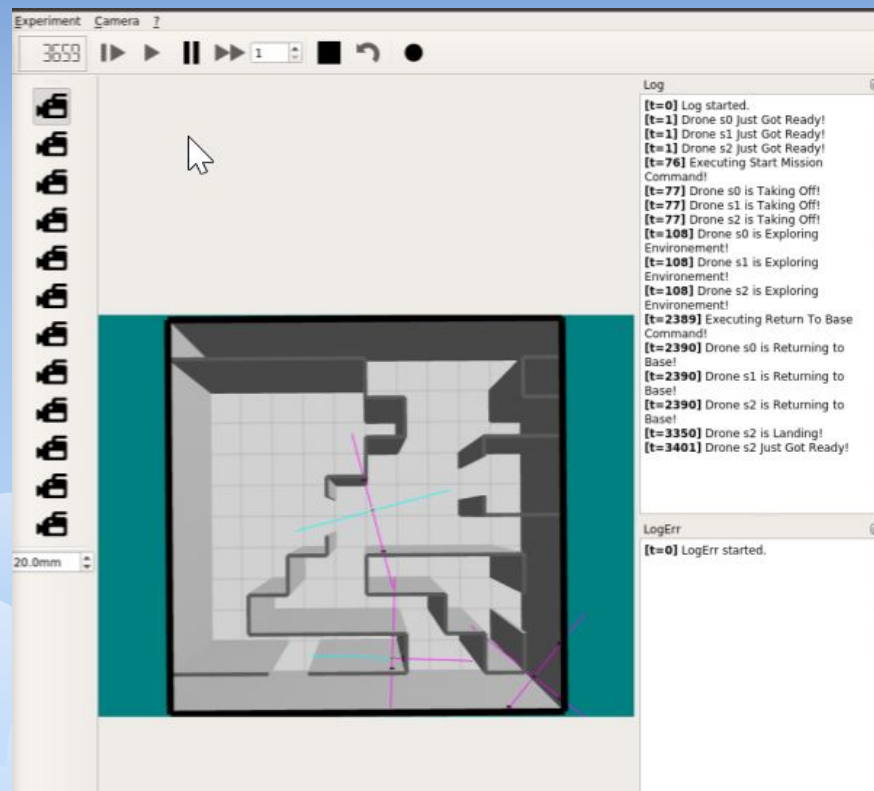 Experiment Camera ?
3659
1
Log
[t=0] Log started.
[t=1] Drone s0 Just Got Ready!
[t=1] Drone s1 Just Got Ready!
[t=1] Drone s2 Just Got Ready!
[t=76] Executing Start Mission
Command!
[t=77] Drone s0 is Taking Off!
[t=77] Drone s1 is Taking Off!
[t=77] Drone s2 is Taking Off!
[t=108] Drone s0 is Exploring
Environement!
[t=108] Drone s1 is Exploring
Environement!
[t=108] Drone s2 is Exploring
Environement!
[t=2389] Executing Return To Base
Command!
[t=2390] Drone s0 is Returning to
Base!
[t=2390] Drone s1 is Returning to
Base!
[t=2390] Drone s2 is Returning to
Base!
[t=3350] Drone s2 is Landing!
[t=3401] Drone s2 Just Got Ready!
LogErr
[t=0] LogErr started.
20.0mm